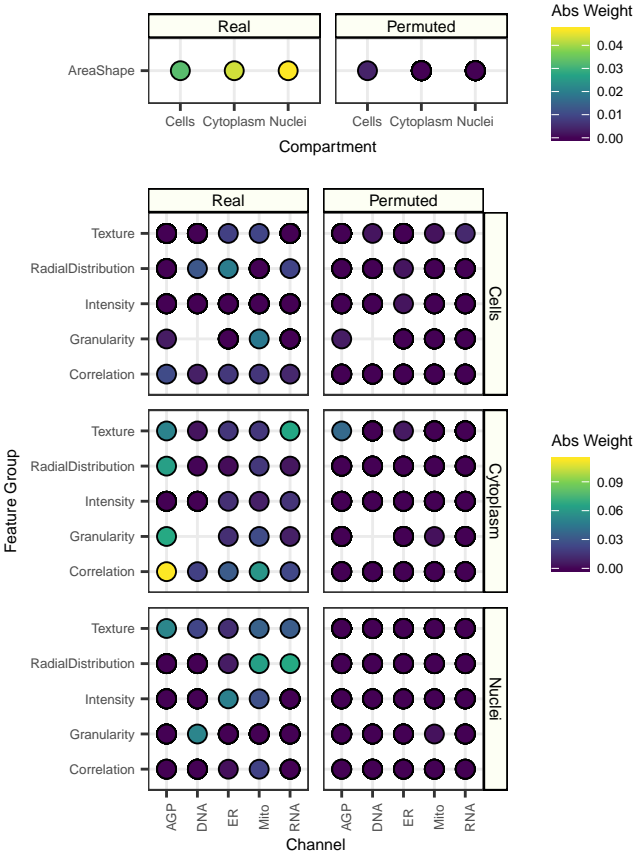 Real Permuted
AreaShape
Cells Cytoplasm Nuclei Cells Cytoplasm Nuclei
Compartment
Abs Weight
0.04
0.03
0.02
0.01
0.00
Real Permuted
Texture
RadialDistribution
Intensity
Granularity
Correlation
Cells
Texture
RadialDistribution
Intensity
Granularity
Correlation
Cytoplasm
Texture
RadialDistribution
Intensity
Granularity
Correlation
Nuclei
Feature Group
AGP DNA ER Mito RNA AGP DNA ER Mito RNA
Channel
Abs Weight
0.09
0.06
0.03
0.00